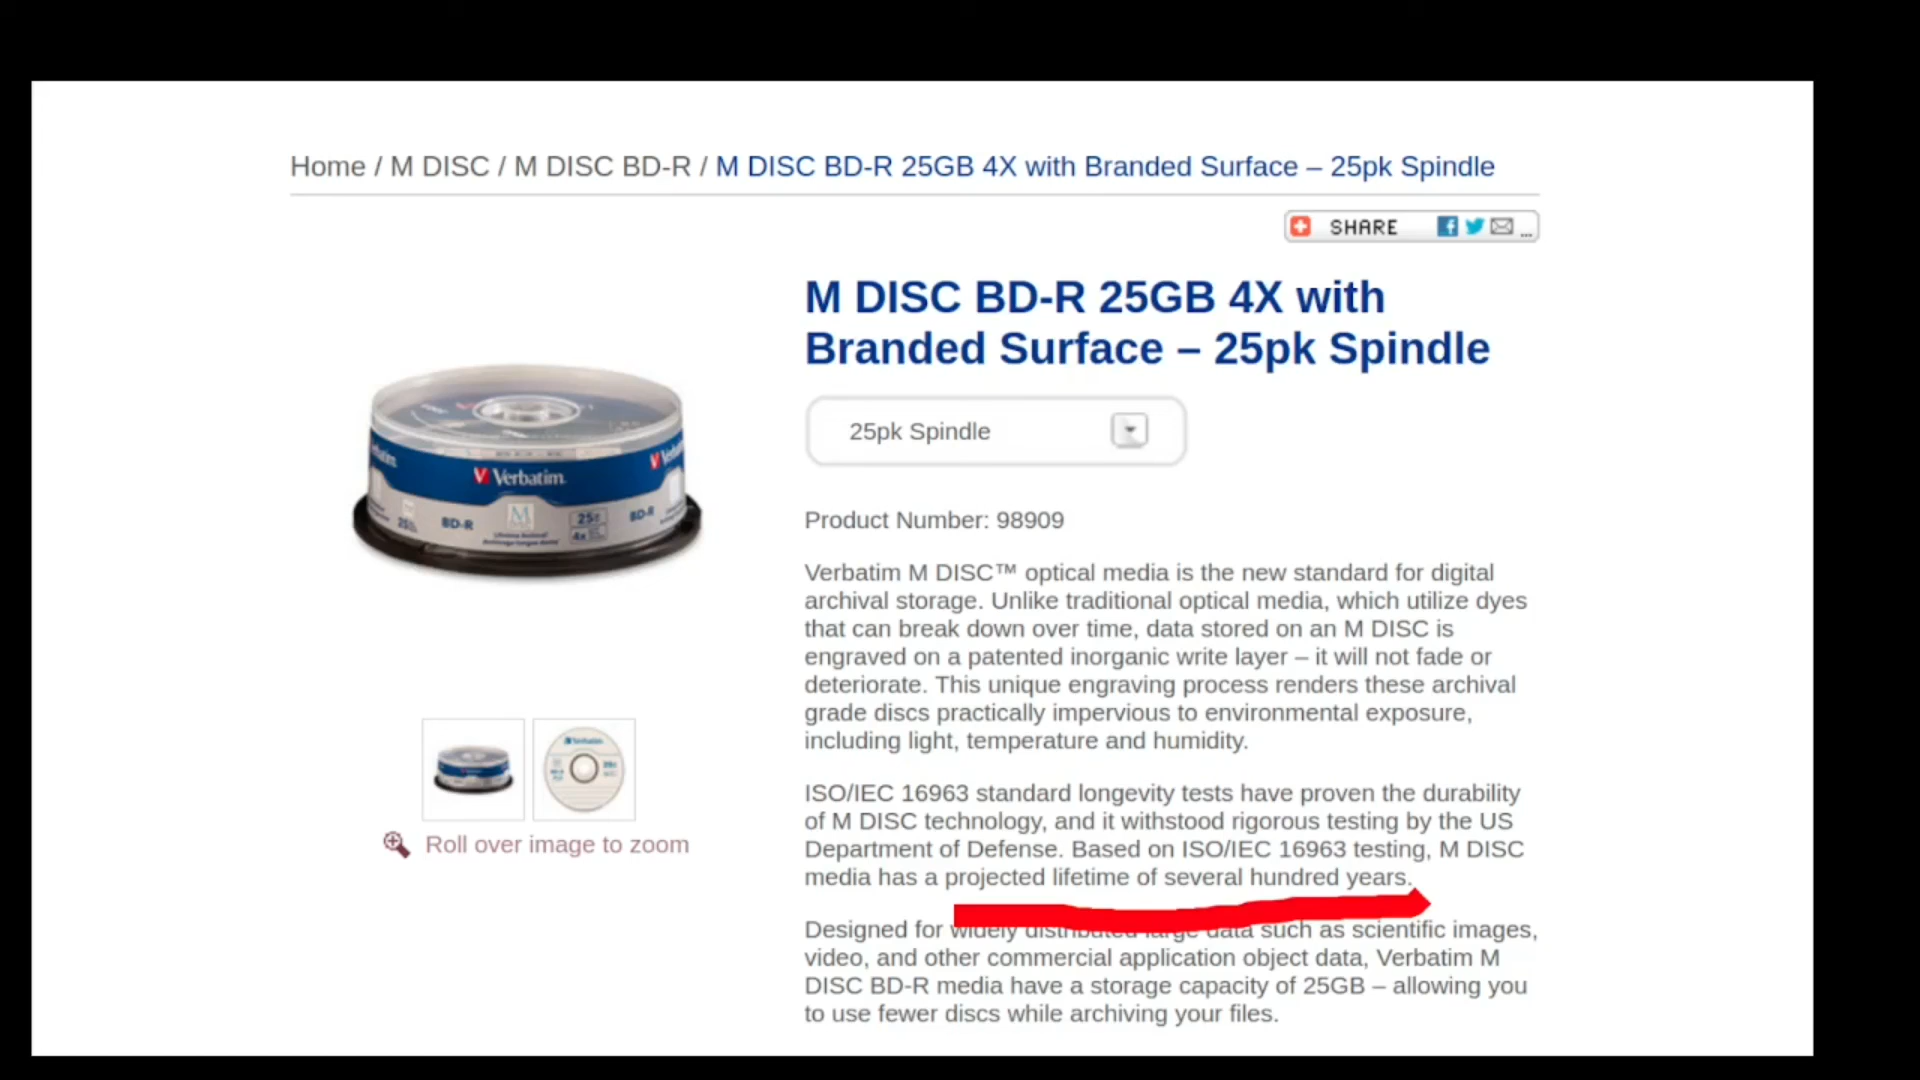 Home / M DISC / M DISC BD-R / M DISC BD-R 25GB 4X with Branded Surface – 25pk Spindle
SHARE
M DISC BD-R 25GB 4X with
Branded Surface – 25pk Spindle
25pk Spindle
Verbatim
BD-R
M
25
4x
BD-R
Product Number: 98909
Verbatim M DISC™ optical media is the new standard for digital
archival storage. Unlike traditional optical media, which utilize dyes
that can break down over time, data stored on an M DISC is
engraved on a patented inorganic write layer – it will not fade or
deteriorate. This unique engraving process renders these archival
grade discs practically impervious to environmental exposure,
including light, temperature and humidity.
Roll over image to zoom
ISO/IEC 16963 standard longevity tests have proven the durability
of M DISC technology, and it withstood rigorous testing by the US
Department of Defense. Based on ISO/IEC 16963 testing, M DISC
media has a projected lifetime of several hundred years.
Designed for widely distributed large data such as scientific images,
video, and other commercial application object data, Verbatim M
DISC BD-R media have a storage capacity of 25GB – allowing you
to use fewer discs while archiving your files.